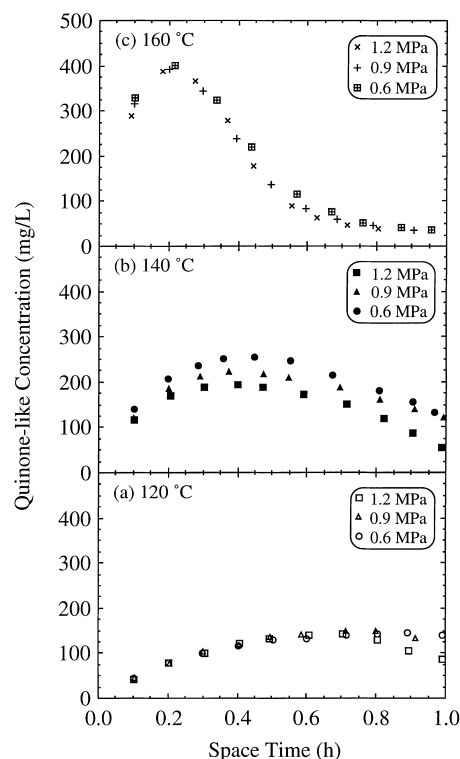 Quinone-like Concentration (mg/L)
500
400
300
200
100
0
(c) 160 °C
1.2 MPa
0.9 MPa
0.6 MPa
400
300
200
100
0
(b) 140 °C
1.2 MPa
0.9 MPa
0.6 MPa
400
300
200
100
0
(a) 120 °C
1.2 MPa
0.9 MPa
0.6 MPa
0.0 0.2 0.4 0.6 0.8 1.0
Space Time (h)